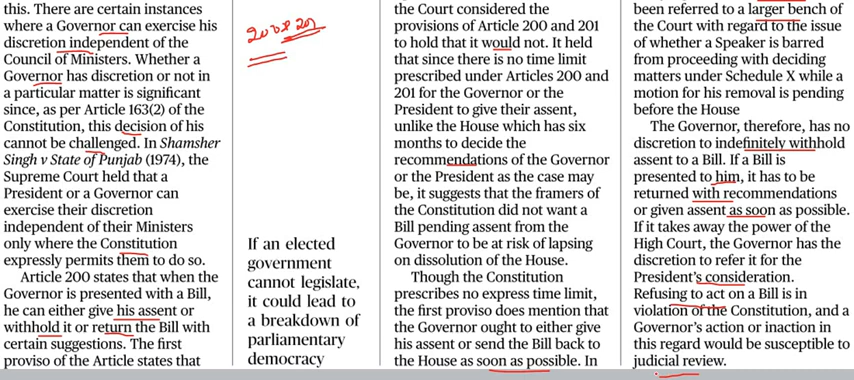 this. There are certain instances
where a Governor can exercise his
discretion independent of the
Council of Ministers. Whether a
Governor has discretion or not in
a particular matter is significant
since, as per Article 163(2) of the
Constitution, this decision of his
cannot be challenged. In Shamsher
Singh v State of Punjab (1974), the
Supreme Court held that a
President or a Governor can
exercise their discretion
independent of their Ministers
only where the Constitution
expressly permits them to do so.
Article 200 states that when the
Governor is presented with a Bill,
he can either give his assent or
withhold it or return the Bill with
certain suggestions. The first
proviso of the Article states that
200 & 201
If an elected
government
cannot legislate,
it could lead to
a breakdown of
parliamentary
democracy
the Court considered the
provisions of Article 200 and 201
to hold that it would not. It held
that since there is no time limit
prescribed under Articles 200 and
201 for the Governor or the
President to give their assent,
unlike the House which has six
months to decide the
recommendations of the Governor
or the President as the case may
be, it suggests that the framers of
the Constitution did not want a
Bill pending assent from the
Governor to be at risk of lapsing
on dissolution of the House.
Though the Constitution
prescribes no express time limit,
the first proviso does mention that
the Governor ought to either give
his assent or send the Bill back to
the House as soon as possible. In
been referred to a larger bench of
the Court with regard to the issue
of whether a Speaker is barred
from proceeding with deciding
matters under Schedule X while a
motion for his removal is pending
before the House
The Governor, therefore, has no
discretion to indefinitely withhold
assent to a Bill. If a Bill is
presented to him, it has to be
returned with recommendations
or given assent as soon as possible.
If it takes away the power of the
High Court, the Governor has the
discretion to refer it for the
President's consideration.
Refusing to act on a Bill is in
violation of the Constitution, and a
Governor's action or inaction in
this regard would be susceptible to
judicial review.